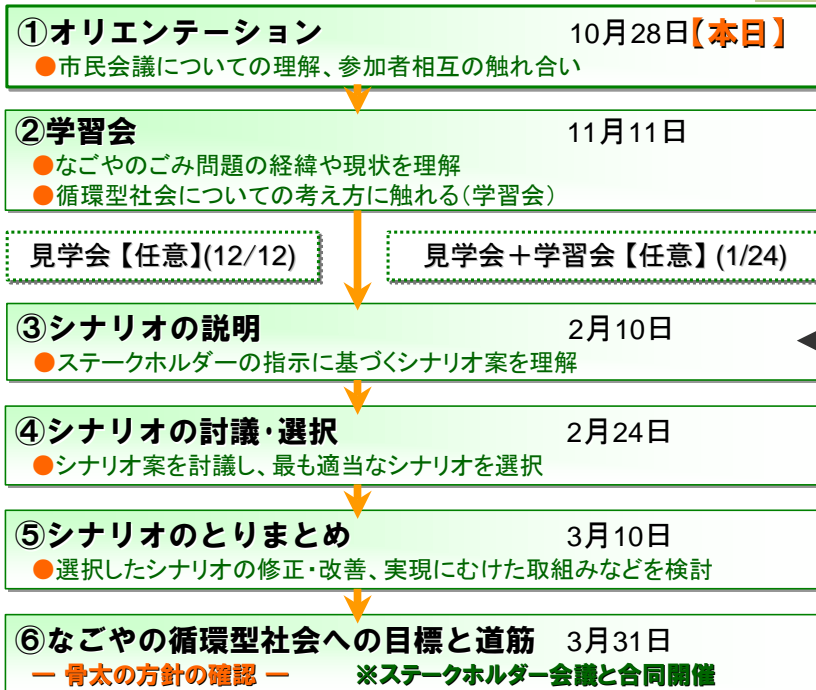 ①オリエンテーション 10月28日【本日】
●市民会議についての理解、参加者相互の触れ合い
②学習会 11月11日
●なごやのごみ問題の経緯や現状を理解
●循環型社会についての考え方に触れる(学習会)
見学会【任意】(12/12) 見学会+学習会【任意】(1/24)
③シナリオの説明 2月10日
●ステークホルダーの指示に基づくシナリオ案を理解
④シナリオの討議・選択 2月24日
●シナリオ案を討議し、最も適当なシナリオを選択
⑤シナリオのとりまとめ 3月10日
●選択したシナリオの修正・改善、実現にむけた取組みなどを検討
⑥なごやの循環型社会への目標と道筋 3月31日
― 骨太の方針の確認 ― ※ステークホルダー会議と合同開催